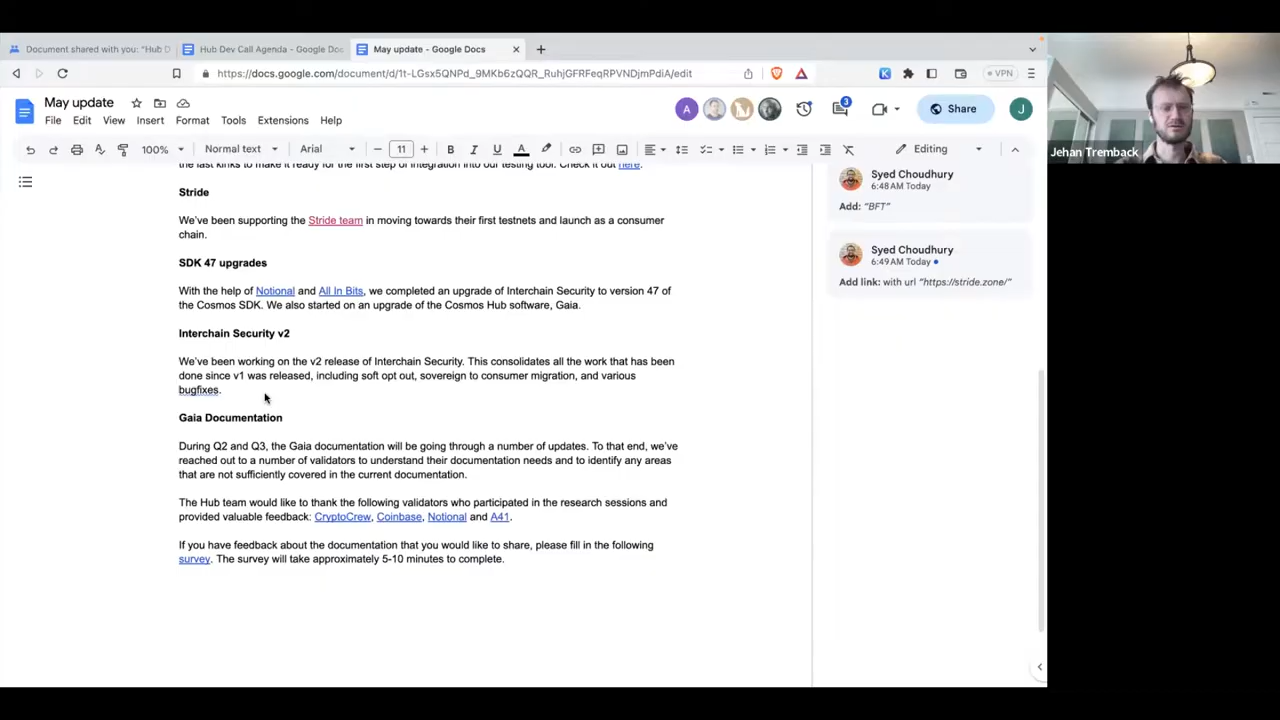 Document shared with you: "Hub D
Hub Dev Call Agenda - Google Doc
May update - Google Docs
https://docs.google.com/document/d/1t-LGsx5QNPd_9MKb6zQQR_RuhjGFRFeqRPVNDjmPdiA/edit
VPN
May update
File Edit View Insert Format Tools Extensions Help
A
3
Share
J
100%
Normal text
Arial
11
B I U A
Editing
the last kinks to make it ready for the first step of integration into our testing tool. Check it out here.
Stride
We've been supporting the Stride team in moving towards their first testnets and launch as a consumer
chain.
SDK 47 upgrades
With the help of Notional and All In Bits, we completed an upgrade of Interchain Security to version 47 of
the Cosmos SDK. We also started on an upgrade of the Cosmos Hub software, Gaia.
Interchain Security v2
We've been working on the v2 release of Interchain Security. This consolidates all the work that has been
done since v1 was released, including soft opt out, sovereign to consumer migration, and various
bugfixes.
Gaia Documentation
During Q2 and Q3, the Gaia documentation will be going through a number of updates. To that end, we've
reached out to a number of validators to understand their documentation needs and to identify any areas
that are not sufficiently covered in the current documentation.
The Hub team would like to thank the following validators who participated in the research sessions and
provided valuable feedback: CryptoCrew, Coinbase, Notional and A41.
If you have feedback about the documentation that you would like to share, please fill in the following
survey. The survey will take approximately 5-10 minutes to complete.
Syed Choudhury
6:48 AM Today
Add: "BFT"
Syed Choudhury
6:49 AM Today
Add link: with url "https://stride.zone/"
Jehan Tremback